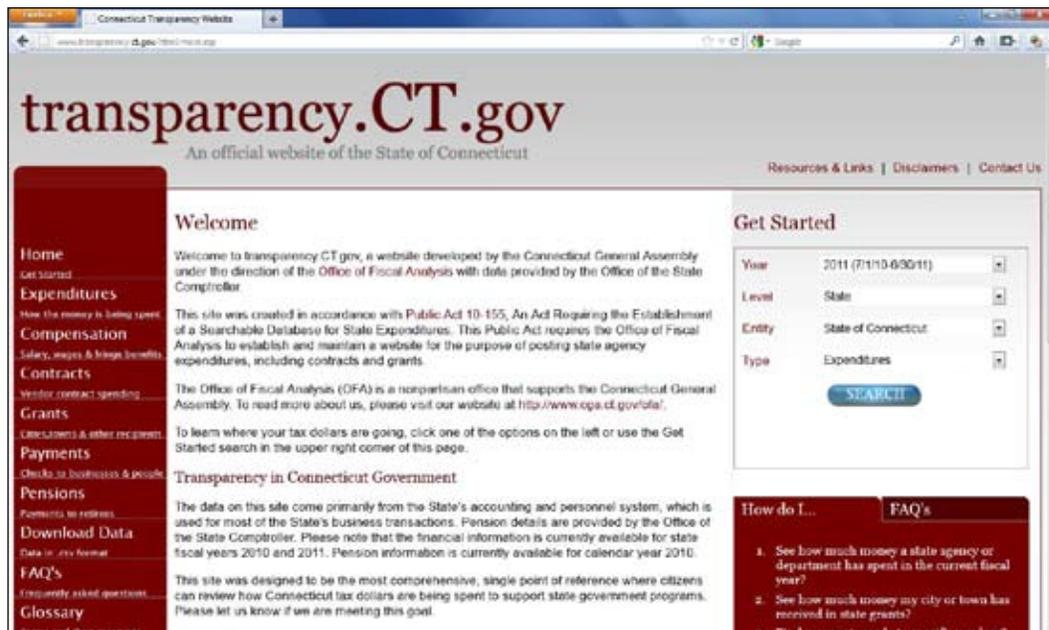 Connecticut Transparency Website
transparency.CT.gov
An official website of the State of Connecticut
Resources & Links | Disclaimers | Contact Us
Home
Get Started
Expenditures
How the money is being spent
Compensation
Salary, wages & fringe benefits
Contracts
Vendor contract spending
Grants
Cities,towns & other recipients
Payments
Checks to businesses & people
Pensions
Payments to retirees
Download Data
Data in .csv format
FAQ's
Frequently asked questions
Glossary
Welcome
Welcome to transparency.CT.gov, a website developed by the Connecticut General Assembly
under the direction of the Office of Fiscal Analysis with data provided by the Office of the State
Comptroller.
This site was created in accordance with Public Act 10-155, An Act Requiring the Establishment
of a Searchable Database for State Expenditures. This Public Act requires the Office of Fiscal
Analysis to establish and maintain a website for the purpose of posting state agency
expenditures, including contracts and grants.
The Office of Fiscal Analysis (OFA) is a nonpartisan office that supports the Connecticut General
Assembly. To read more about us, please visit our website at http://www.cga.ct.gov/ofa/.
To learn where your tax dollars are going, click one of the options on the left or use the Get
Started search in the upper right corner of this page.
Transparency in Connecticut Government
The data on this site come primarily from the State's accounting and personnel system, which is
used for most of the State's business transactions. Pension details are provided by the Office of
the State Comptroller. Please note that the financial information is currently available for state
fiscal years 2010 and 2011. Pension information is currently available for calendar year 2010.
This site was designed to be the most comprehensive, single point of reference where citizens
can review how Connecticut tax dollars are being spent to support state government programs.
Please let us know if we are meeting this goal.
Get Started
Year 2011 (7/1/10-6/30/11)
Level State
Entity State of Connecticut
Type Expenditures
SEARCH
How do I... FAQ's
1. See how much money a state agency or
department has spent in the current fiscal
year?
2. See how much money my city or town has
received in state grants?